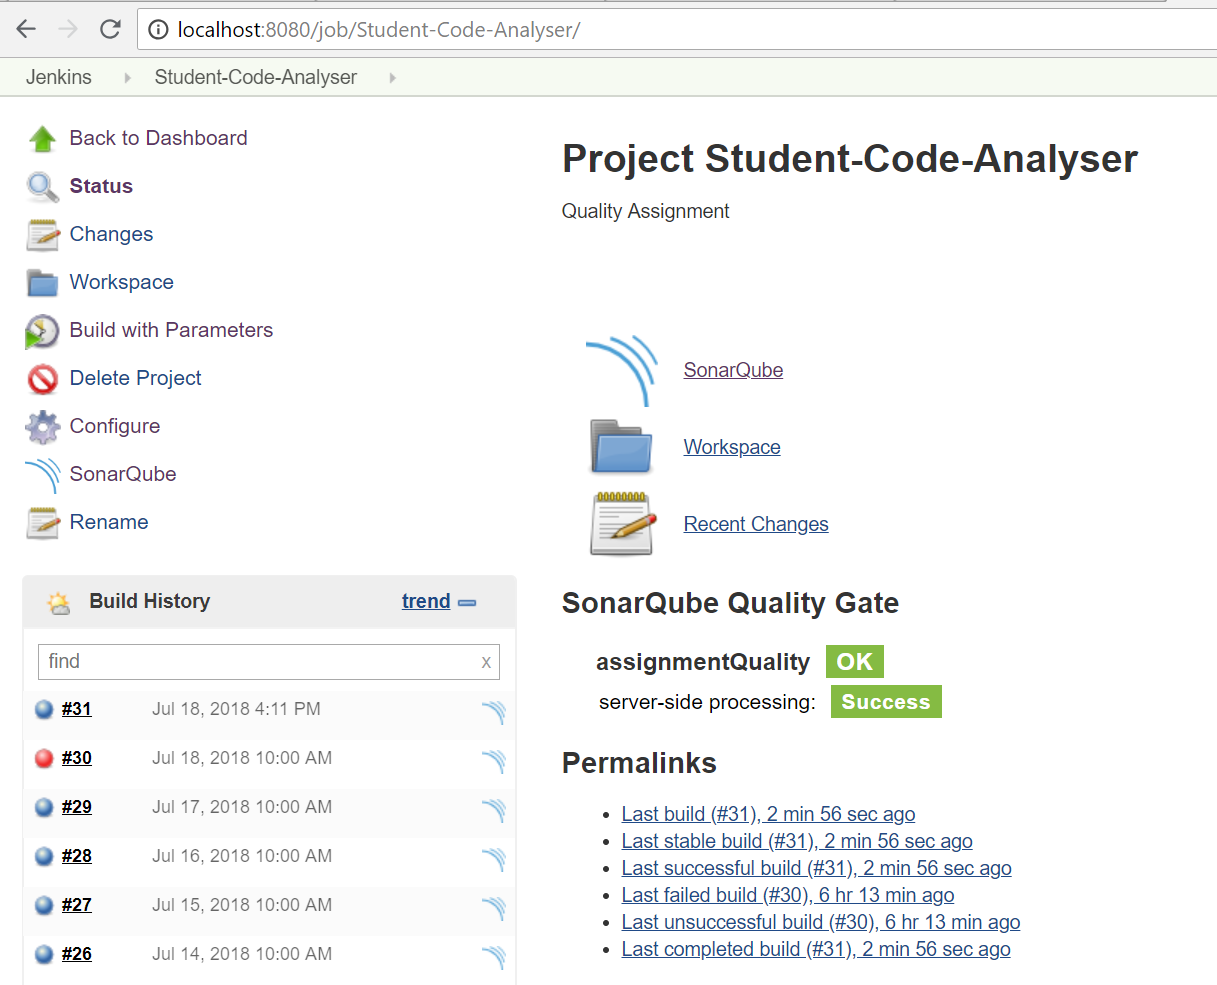 localhost:8080/job/Student-Code-Analyser/
Jenkins Student-Code-Analyser
Back to Dashboard
Status
Changes
Workspace
Build with Parameters
Delete Project
Configure
SonarQube
Rename
Build History trend
find x
#31 Jul 18, 2018 4:11 PM
#30 Jul 18, 2018 10:00 AM
#29 Jul 17, 2018 10:00 AM
#28 Jul 16, 2018 10:00 AM
#27 Jul 15, 2018 10:00 AM
#26 Jul 14, 2018 10:00 AM
Project Student-Code-Analyser
Quality Assignment
SonarQube
Workspace
Recent Changes
SonarQube Quality Gate
assignmentQuality OK
server-side processing: Success
Permalinks
• Last build (#31), 2 min 56 sec ago
• Last stable build (#31), 2 min 56 sec ago
• Last successful build (#31), 2 min 56 sec ago
• Last failed build (#30), 6 hr 13 min ago
• Last unsuccessful build (#30), 6 hr 13 min ago
• Last completed build (#31), 2 min 56 sec ago